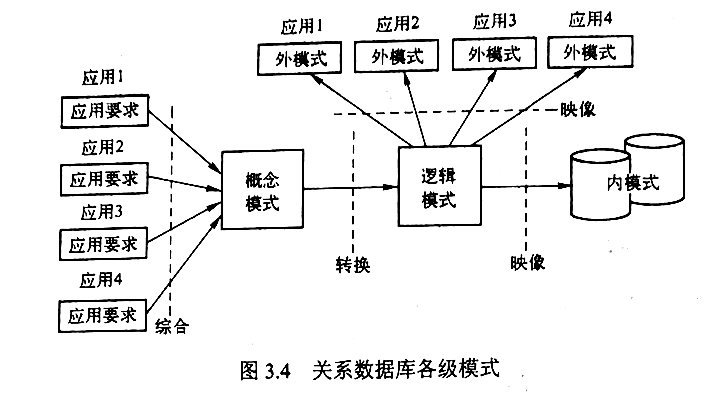 应用1 应用2 应用3 应用4
外模式 外模式 外模式 外模式
映像
应用1
应用要求
应用2
应用要求
应用3
应用要求
应用4
应用要求
综合
概念
模式
转换
逻辑
模式
映像
内模式
图 3.4 关系数据库各级模式